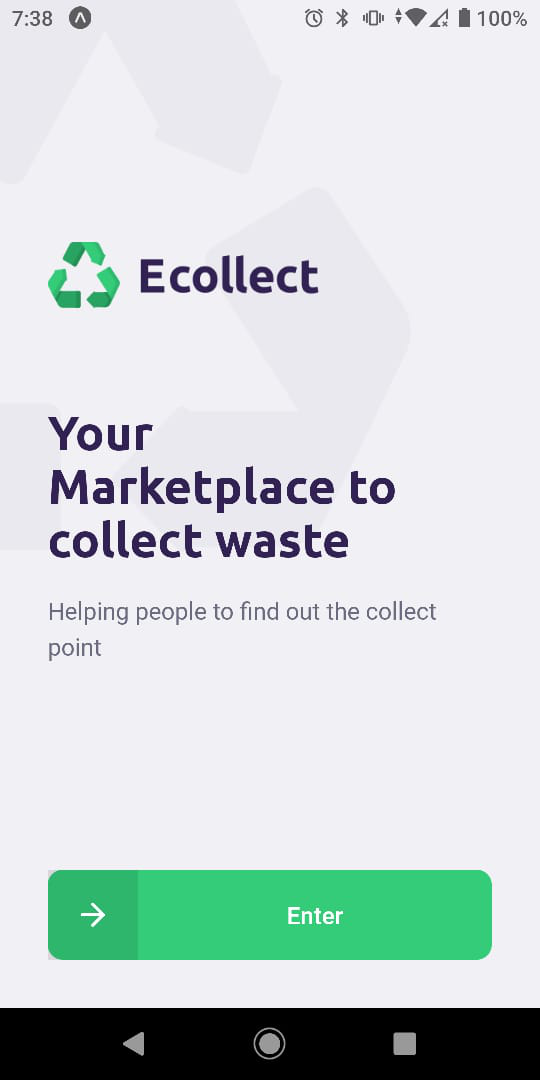 7:38 100%
Ecollect
Your
Marketplace to
collect waste
Helping people to find out the collect
point
Enter